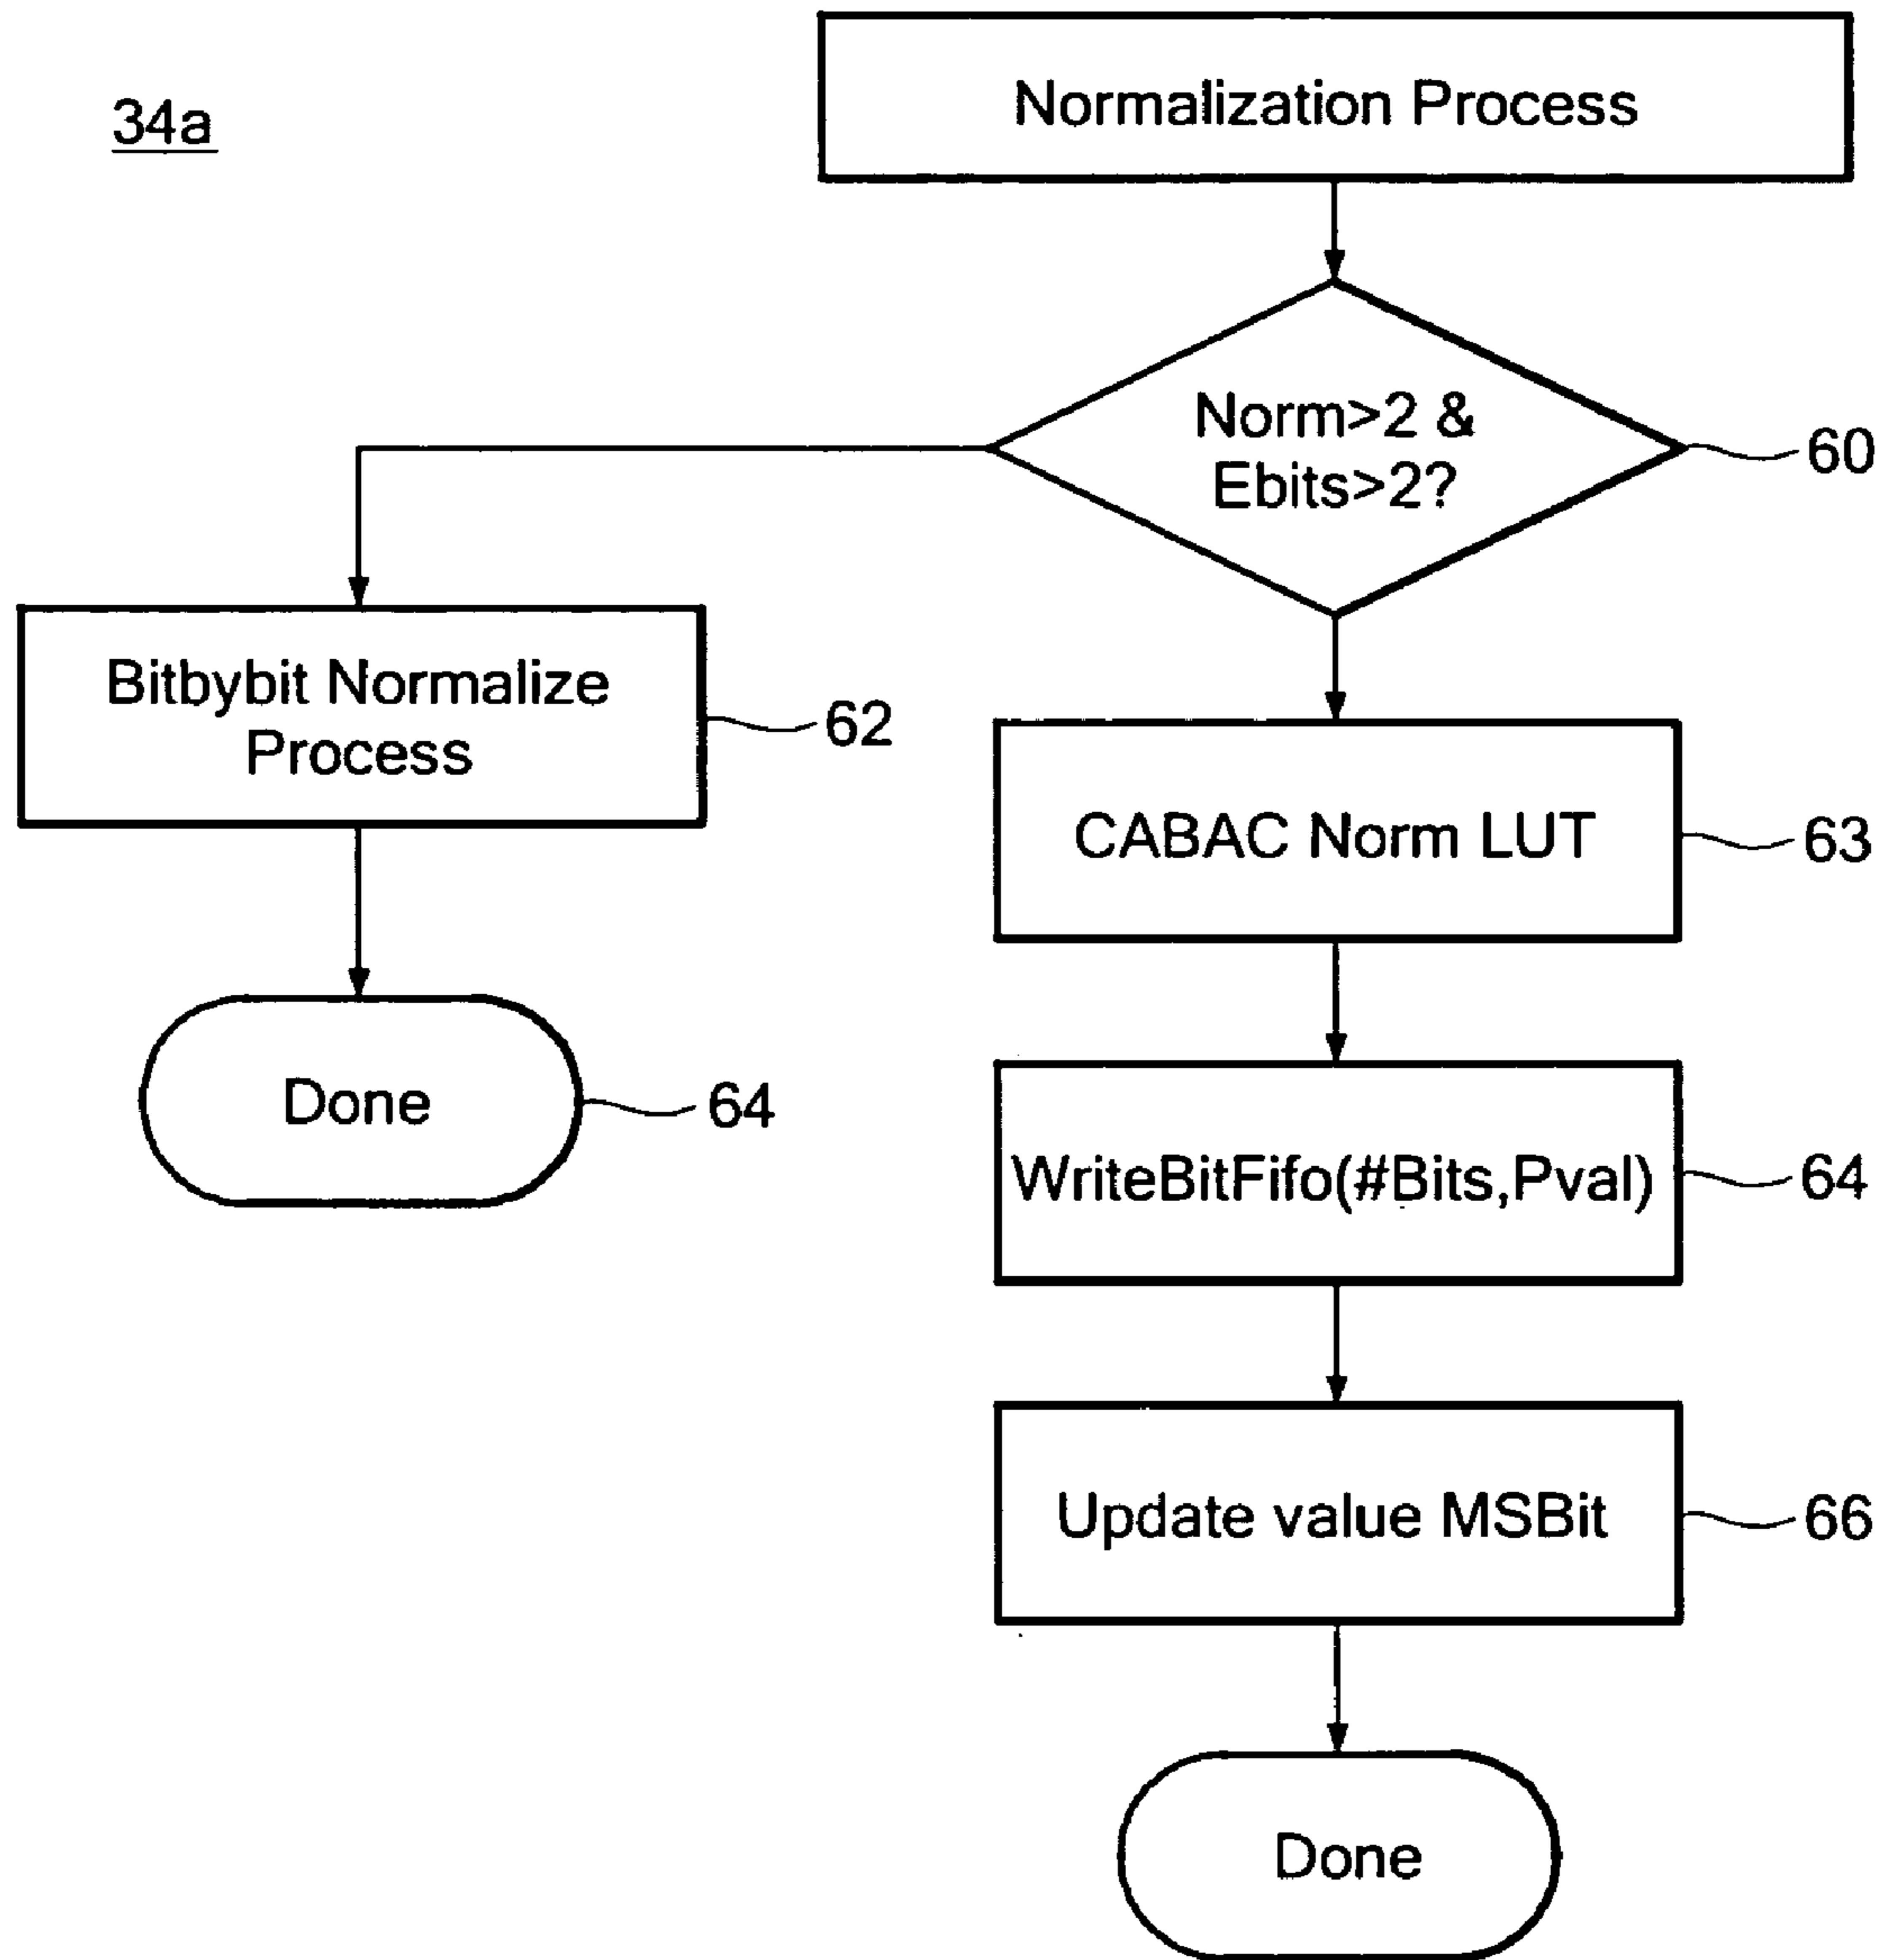 34a
Normalization Process
Norm>2 &
Ebits>2?
60
Bitbybit Normalize
Process
62
CABAC Norm LUT
63
Done
64
WriteBitFifo(#Bits,Pval)
64
Update value MSBit
66
Done